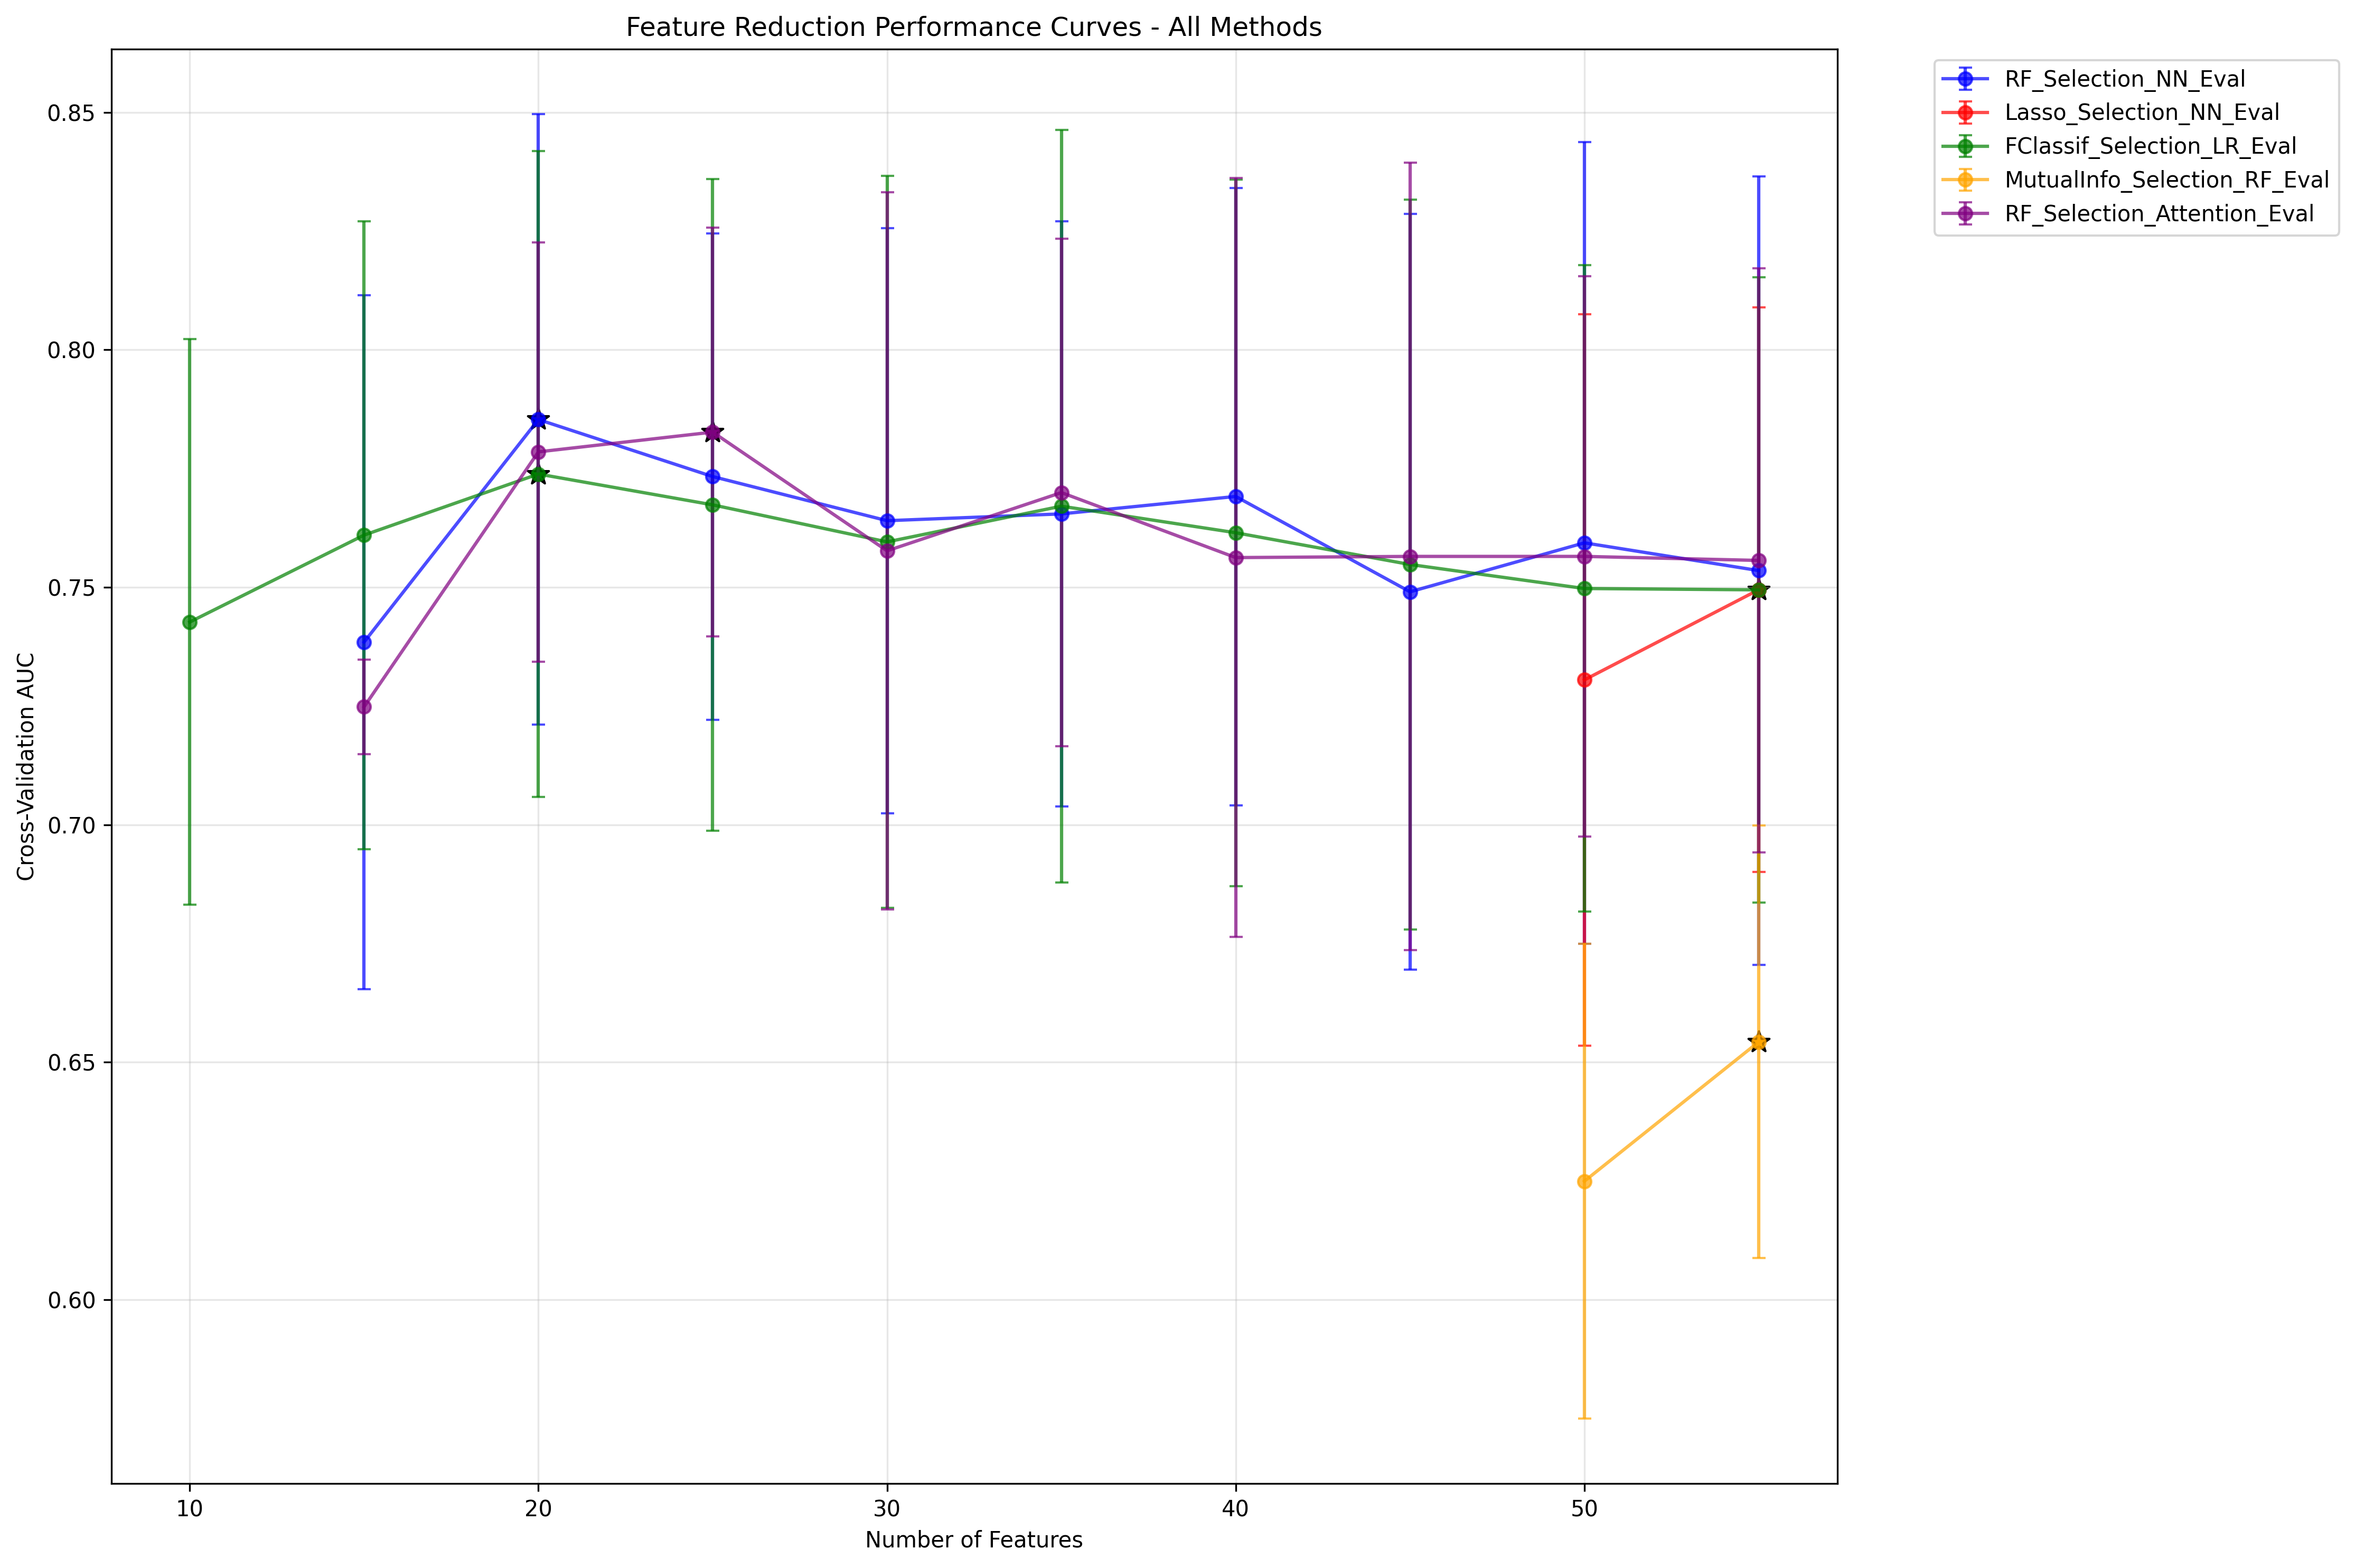 Feature Reduction Performance Curves - All Methods
RF_Selection_NN_Eval
Lasso_Selection_NN_Eval
FClassif_Selection_LR_Eval
MutualInfo_Selection_RF_Eval
RF_Selection_Attention_Eval
Cross-Validation AUC
0.85
0.80
0.75
0.70
0.65
0.60
10
20
30
40
50
Number of Features